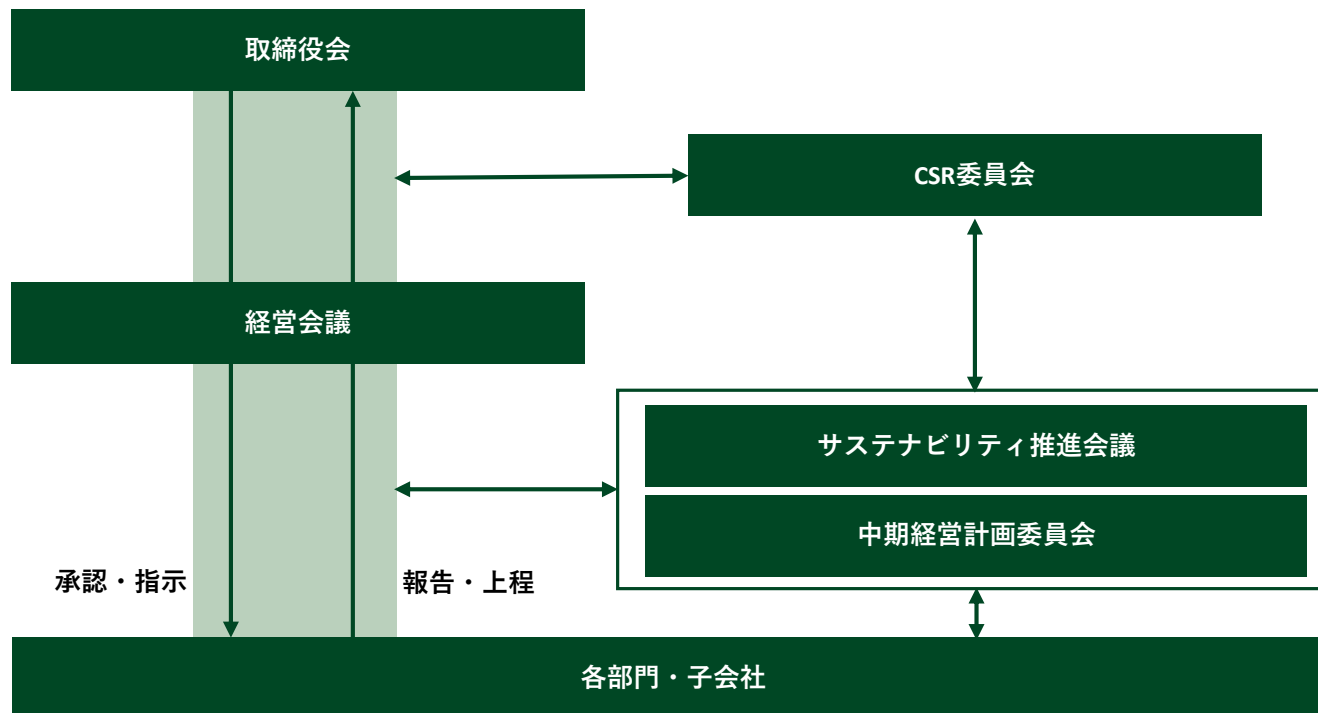 取締役会
CSR委員会
経営会議
サステナビリティ推進会議
中期経営計画委員会
承認・指示
報告・上程
各部門・子会社